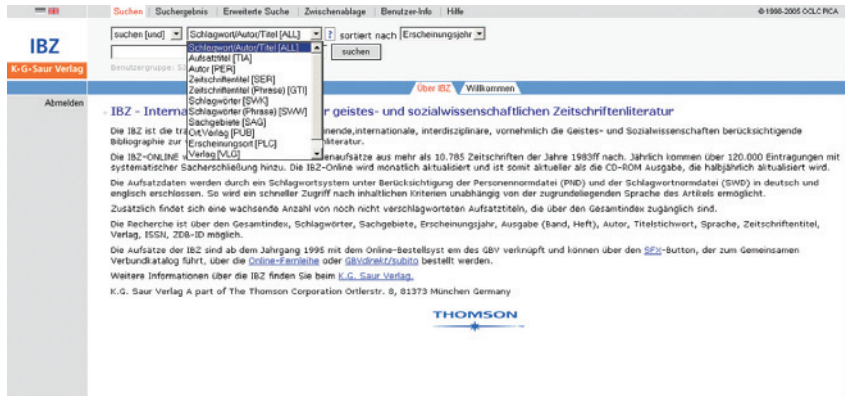 Suchen | Suchergebnis | Erweiterte Suche | Zwischenablage | Benutzer-Info | Hilfe
©1998-2005 OCLC PICA
IBZ
K·G·Saur Verlag
Abmelden
suchen [und] Schlagwort/Autor/Titel [ALL] ? sortiert nach Erscheinungsjahr
suchen
Schlagwort/Autor/Titel [ALL]
Aufsatztitel [TIA]
Autor [PER]
Zeitschriftentitel [SER]
Zeitschriftentitel (Phrase) [GTI]
Schlagwörter [SWK]
Schlagwörter (Phrase) [SWW]
Sachgebiete [SAG]
Ort/Verlag [PUB]
Erscheinungsort [PLC]
Verlag [VLG]
Benutzergruppe:
Über IBZ Willkommen
IBZ - Interna geistes- und sozialwissenschaftlichen Zeitschriftenliteratur
Die IBZ ist die tra nende,internationale, interdisziplinäre, vornehmlich die Geistes- und Sozialwissenschaften berücksichtigende
Bibliographie zur literatur.
Die IBZ-ONLINE enaufsätze aus mehr als 10.785 Zeitschriften der Jahre 1983ff nach. Jährlich kommen über 120.000 Eintragungen mit
systematischer Sacherschließung hinzu. Die IBZ-Online wird monatlich aktualisiert und ist somit aktueller als die CD-ROM Ausgabe, die halbjährlich aktualisiert wird.
Die Aufsatzdaten werden durch ein Schlagwortsystem unter Berücksichtigung der Personennormdatei (PND) und der Schlagwortnormdatei (SWD) in deutsch und
englisch erschlossen. So wird ein schneller Zugriff nach inhaltlichen Kriterien unabhängig von der zugrundeliegenden Sprache des Artikels ermöglicht.
Zusätzlich findet sich eine wachsende Anzahl von noch nicht verschlagworteten Aufsatztiteln, die über den Gesamtindex zugänglich sind.
Die Recherche ist über den Gesamtindex, Schlagwörter, Sachgebiete, Erscheinungsjahr, Ausgabe (Band, Heft), Autor, Titelstichwort, Sprache, Zeitschriftentitel,
Verlag, ISSN, ZDB-ID möglich.
Die Aufsätze der IBZ sind ab dem Jahrgang 1995 mit dem Online-Bestellsyst em des GBV verknüpft und können über den SFX-Button, der zum Gemeinsamen
Verbundkatalog führt, über die Online-Fernleihe oder GBVdirekt/subito bestellt werden.
Weitere Informationen über die IBZ finden Sie beim K.G. Saur Verlag.
K.G. Saur Verlag A part of The Thomson Corporation Ortlerstr. 8, 81373 München Germany
THOMSON